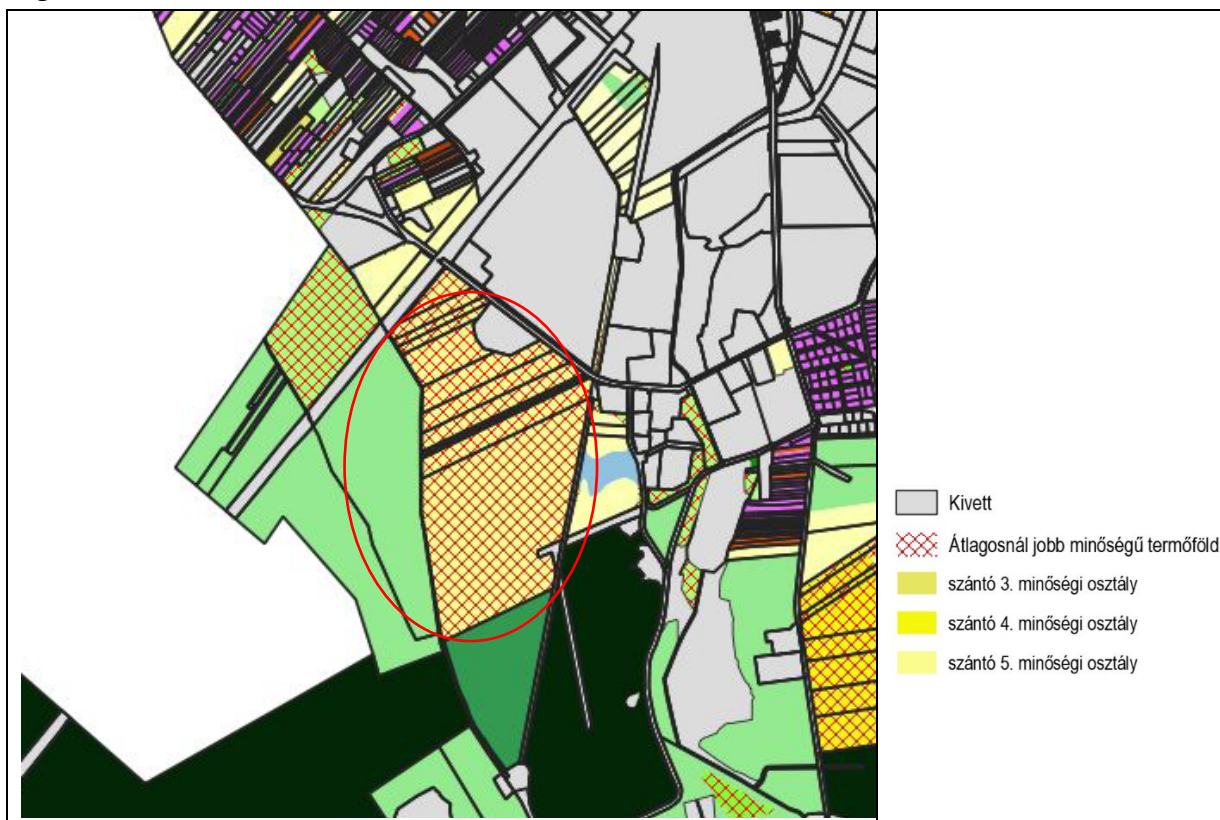 Kivett
Átlagosnál jobb minőségű termőföld
szántó 3. minőségi osztály
szántó 4. minőségi osztály
szántó 5. minőségi osztály